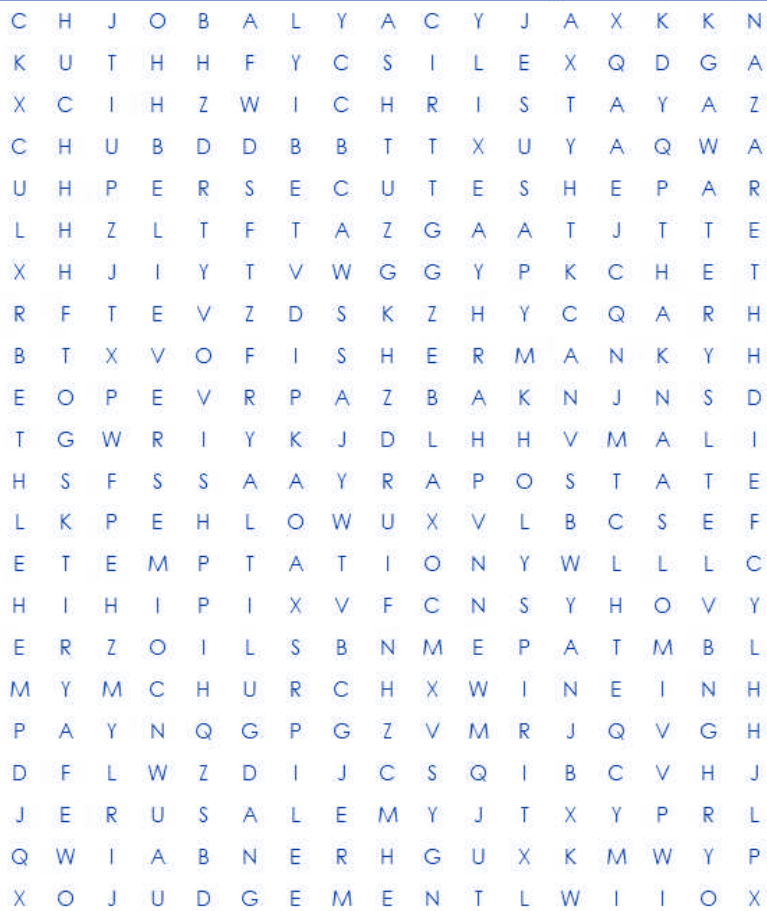 C H J O B A L Y A C Y J A X K K N
K U T H H F Y C S I L E X Q D G A
X C I H Z W I C H R I S T A Y A Z
C H U B D D B B T T X U Y A Q W A
U H P E R S E C U T E S H E P A R
L H Z L T F T A Z G A A T J T T E
X H J I Y T V W G G Y P K C H E T
R F T E V Z D S K Z H Y C Q A R H
B T X V O F I S H E R M A N K Y H
E O P E V R P A Z B A K N J N S D
T G W R I Y K J D L H H V M A L I
H S F S S A A Y R A P O S T A T E
L K P E H L O W U X V L B C S E F
E T E M P T A T I O N Y W L L L C
H I H I P I X V F C N S Y H O V Y
E R Z O I L S B N M E P A T M B L
M Y M C H U R C H X W I N E I N H
P A Y N Q G P G Z V M R J Q V G H
D F L W Z D I J C S Q I B C V H J
J E R U S A L E M Y J T X Y P R L
Q W I A B N E R H G U X K M W Y P
X O J U D G E M E N T L W I I O X